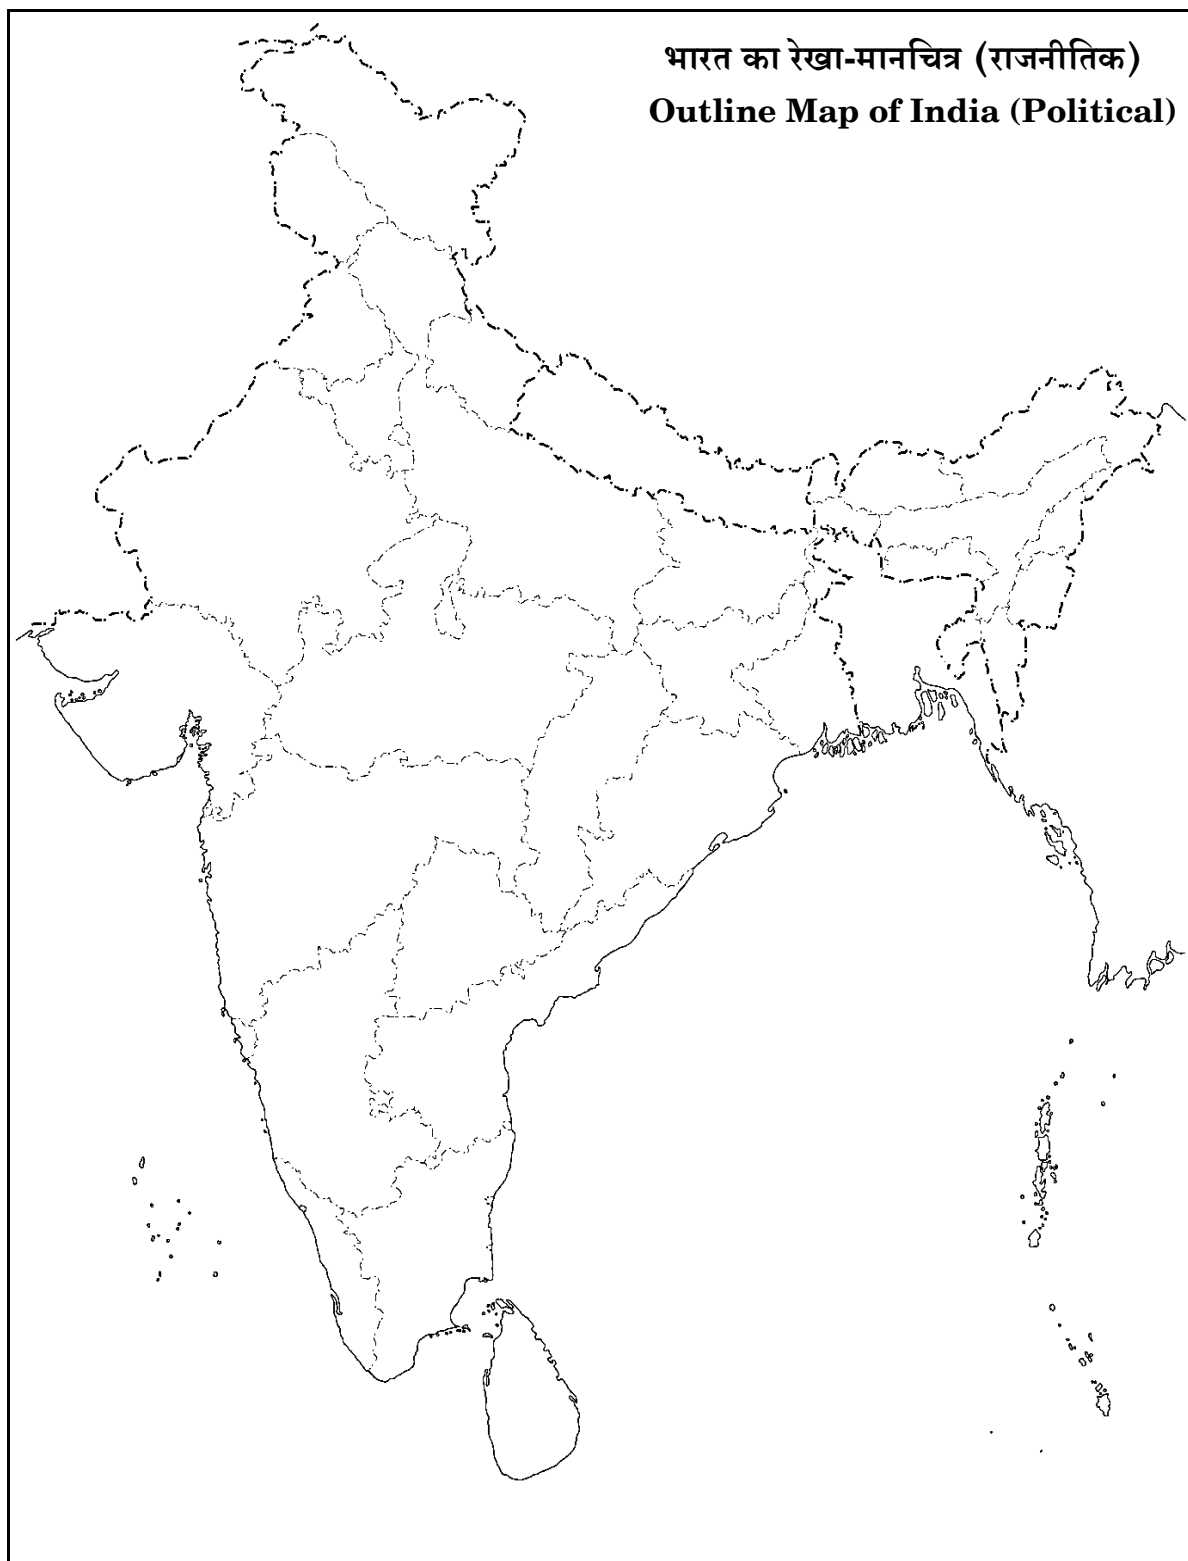 भारत का रेखा-मानचित्र (राजनीतिक)
Outline Map of India (Political)